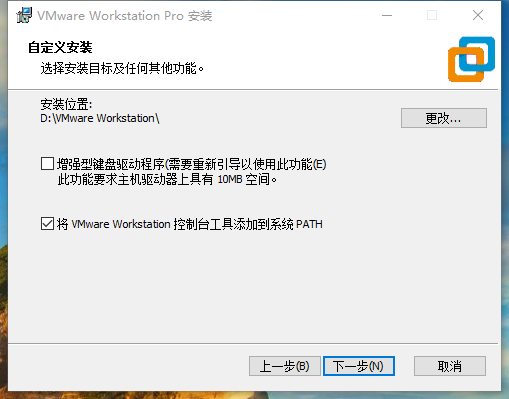 VMware Workstation Pro 安装
自定义安装
选择安装目标及任何其他功能。
安装位置:
D:\VMware Workstation\
更改...
增强型键盘驱动程序(需要重新引导以使用此功能(E)
此功能要求主机驱动器上具有 10MB 空间。
将 VMware Workstation 控制台工具添加到系统 PATH
上一步(B) 下一步(N) 取消